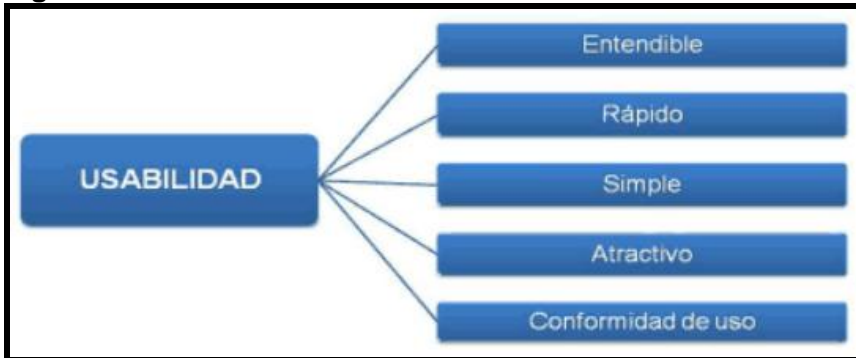 USABILIDAD
Entendible
Rápido
Simple
Atractivo
Conformidad de uso